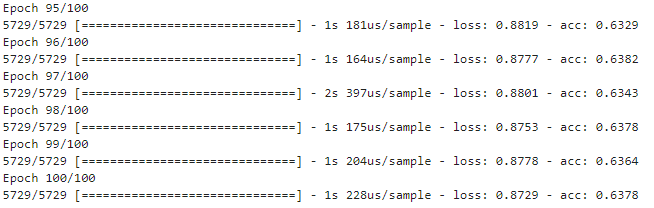 Epoch 95/100
5729/5729 [==============================] - 1s 181us/sample - loss: 0.8819 - acc: 0.6329
Epoch 96/100
5729/5729 [==============================] - 1s 164us/sample - loss: 0.8777 - acc: 0.6382
Epoch 97/100
5729/5729 [==============================] - 2s 397us/sample - loss: 0.8801 - acc: 0.6343
Epoch 98/100
5729/5729 [==============================] - 1s 175us/sample - loss: 0.8753 - acc: 0.6378
Epoch 99/100
5729/5729 [==============================] - 1s 204us/sample - loss: 0.8778 - acc: 0.6364
Epoch 100/100
5729/5729 [==============================] - 1s 228us/sample - loss: 0.8729 - acc: 0.6378